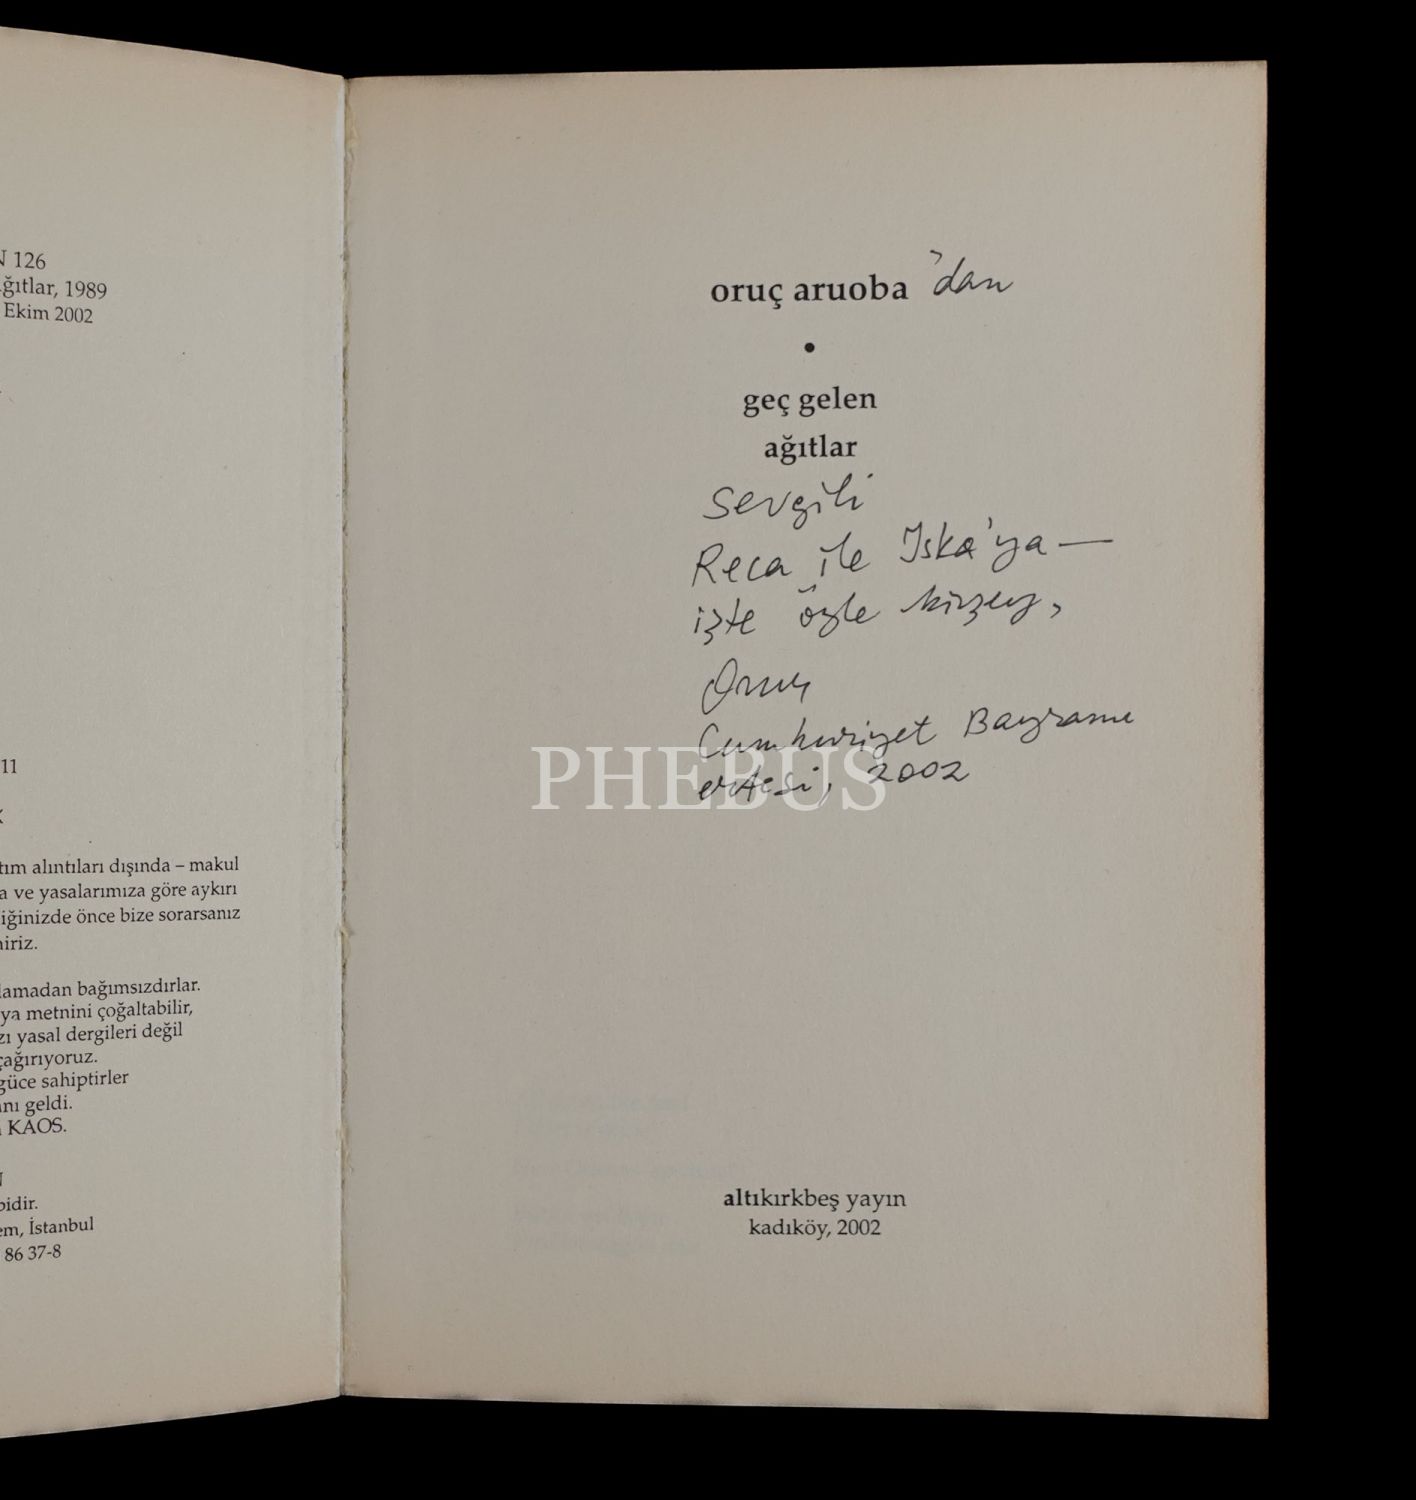 N 126
ğıtlar, 1989
Ekim 2002
11
K
tım alıntıları dışında – makul
a ve yasalarımıza göre aykırı
iğinizde önce bize sorarsanız
niriz.
lamadan bağımsızdırlar.
ya metnini çoğaltabilir,
zı yasal dergileri değil
çağırıyoruz.
güce sahiptirler
anı geldi.
KAOS.
N
bidir.
em, İstanbul
86 37-8
oruç aruoba 'dan
•
geç gelen
ağıtlar
Sevgili
Reca ile Iska'ya —
işte öyle birşey,
Oruç
Cumhuriyet Bayramı
ertesi, 2002
PHEBUS
altıkırkbeş yayın
kadıköy, 2002